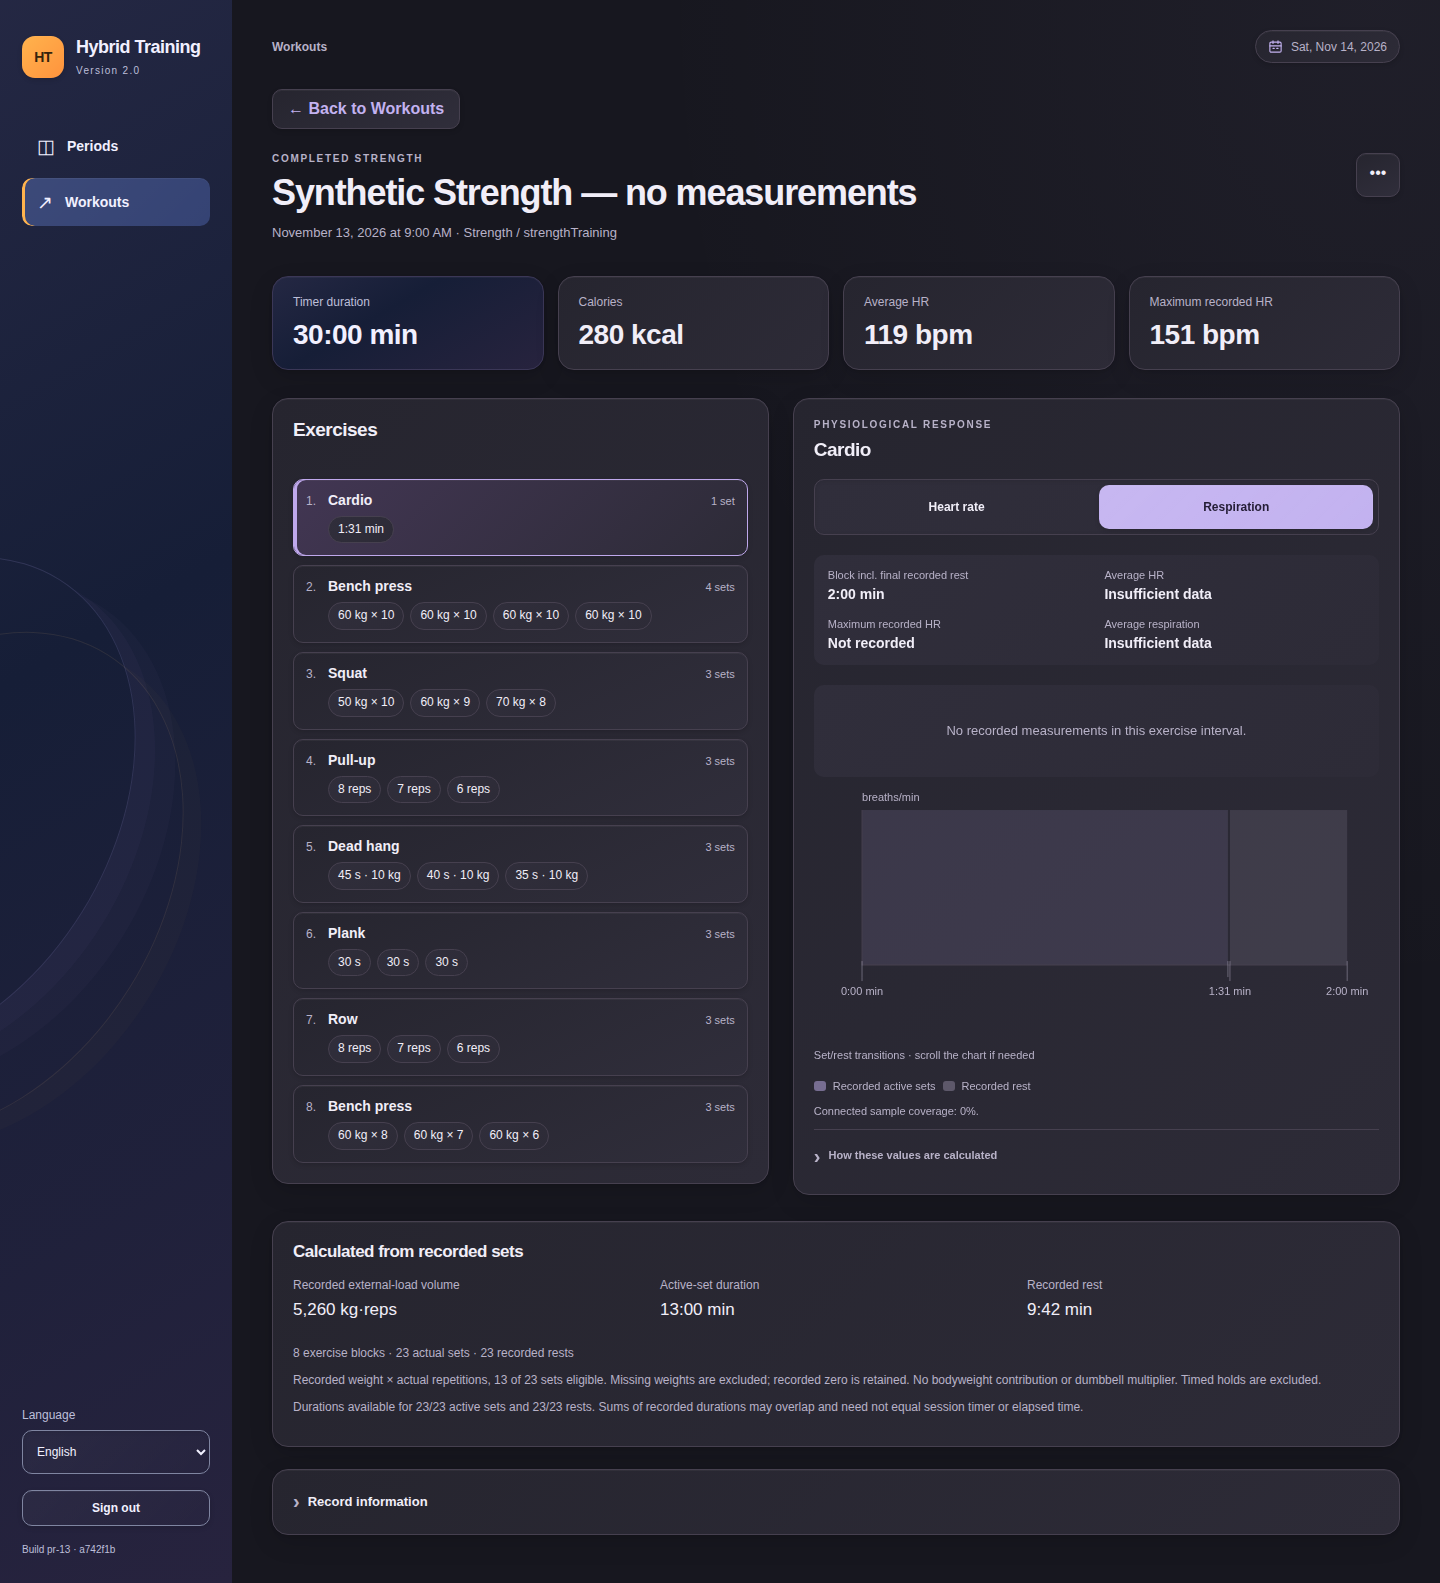 HT
Hybrid Training
Version 2.0
Periods
Workouts
Language
English
Sign out
Build pr-13 · a742f1b
Workouts
Sat, Nov 14, 2026
← Back to Workouts
COMPLETED STRENGTH
Synthetic Strength — no measurements
•••
November 13, 2026 at 9:00 AM · Strength / strengthTraining
Timer duration
30:00 min
Calories
280 kcal
Average HR
119 bpm
Maximum recorded HR
151 bpm
Exercises
1. Cardio 1 set
1:31 min
2. Bench press 4 sets
60 kg × 10 60 kg × 10 60 kg × 10 60 kg × 10
3. Squat 3 sets
50 kg × 10 60 kg × 9 70 kg × 8
4. Pull-up 3 sets
8 reps 7 reps 6 reps
5. Dead hang 3 sets
45 s · 10 kg 40 s · 10 kg 35 s · 10 kg
6. Plank 3 sets
30 s 30 s 30 s
7. Row 3 sets
8 reps 7 reps 6 reps
8. Bench press 3 sets
60 kg × 8 60 kg × 7 60 kg × 6
PHYSIOLOGICAL RESPONSE
Cardio
Heart rate Respiration
Block incl. final recorded rest
2:00 min
Average HR
Insufficient data
Maximum recorded HR
Not recorded
Average respiration
Insufficient data
No recorded measurements in this exercise interval.
breaths/min
0:00 min 1:31 min 2:00 min
Set/rest transitions · scroll the chart if needed
Recorded active sets Recorded rest
Connected sample coverage: 0%.
› How these values are calculated
Calculated from recorded sets
Recorded external-load volume
5,260 kg·reps
Active-set duration
13:00 min
Recorded rest
9:42 min
8 exercise blocks · 23 actual sets · 23 recorded rests
Recorded weight × actual repetitions, 13 of 23 sets eligible. Missing weights are excluded; recorded zero is retained. No bodyweight contribution or dumbbell multiplier. Timed holds are excluded.
Durations available for 23/23 active sets and 23/23 rests. Sums of recorded durations may overlap and need not equal session timer or elapsed time.
› Record information